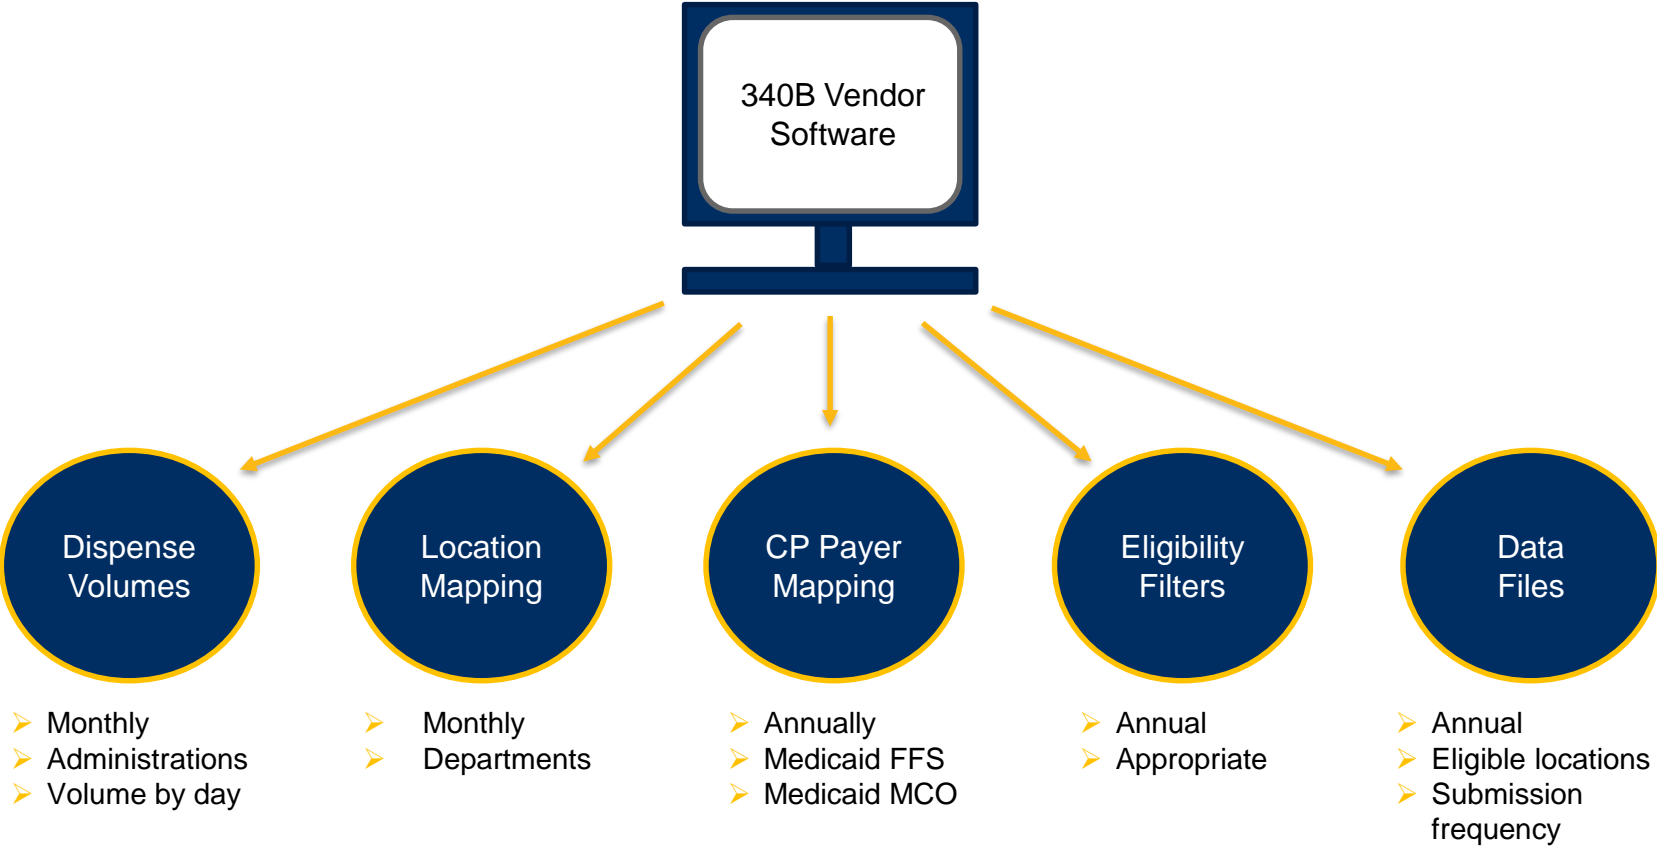 340B Vendor
Software
Dispense
Volumes
Location
Mapping
CP Payer
Mapping
Eligibility
Filters
Data
Files
Monthly
Administrations
Volume by day
Monthly
Departments
Annually
Medicaid FFS
Medicaid MCO
Annual
Appropriate
Annual
Eligible locations
Submission
frequency